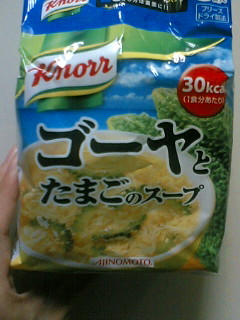 Knorr
フリーズ
ドライ製法
Knorr
30kcal
(1食分あたり)
ゴーヤと
たまごのスープ
AJINOMOTO